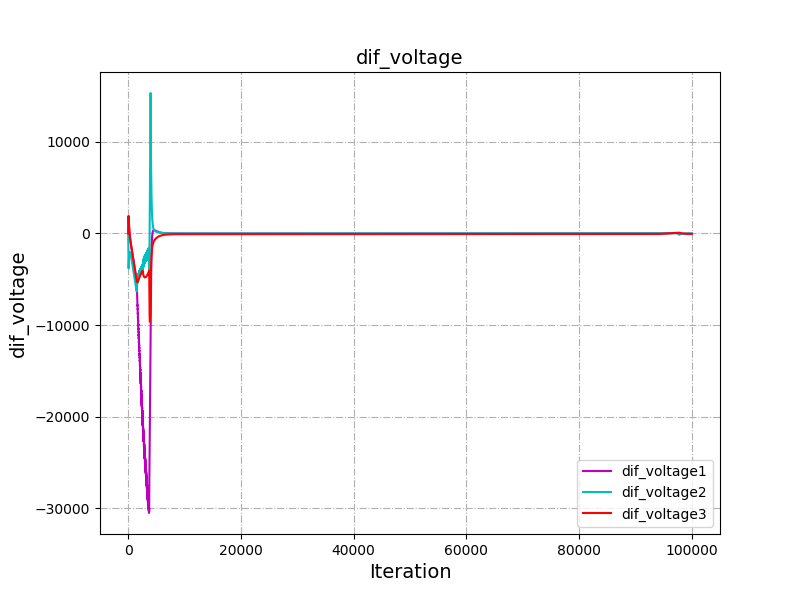 dif_voltage
10000
0
−10000
−20000
−30000
dif_voltage
dif_voltage1
dif_voltage2
dif_voltage3
0
20000
40000
60000
80000
100000
Iteration